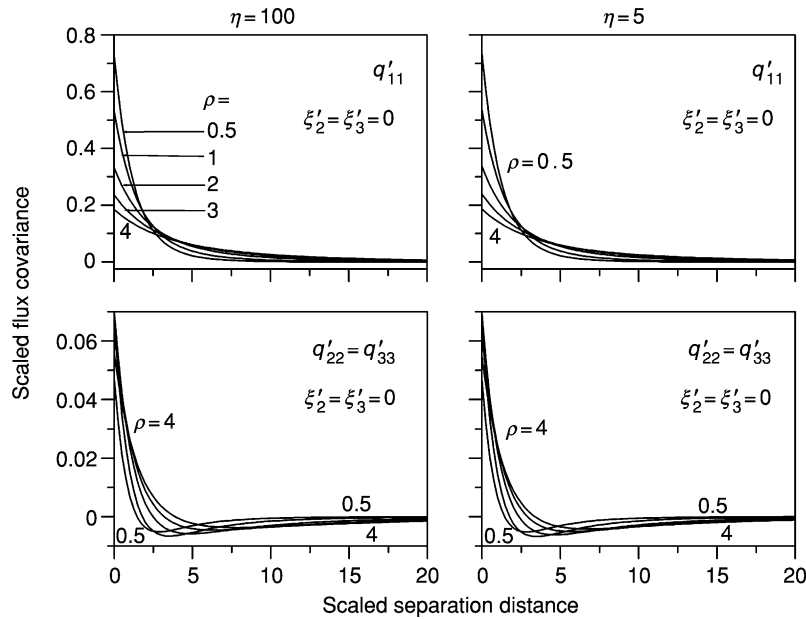 η = 100
η = 5
Scaled flux covariance
0.8
0.6
0.4
0.2
0
q′11
ξ′2 = ξ′3 = 0
ρ =
0.5
1
2
3
4
q′11
ξ′2 = ξ′3 = 0
ρ = 0.5
4
0.06
0.04
0.02
0
q′22 = q′33
ξ′2 = ξ′3 = 0
ρ = 4
0.5
0.5
4
0 5 10 15 20
q′22 = q′33
ξ′2 = ξ′3 = 0
ρ = 4
0.5
0.5
4
0 5 10 15 20
Scaled separation distance